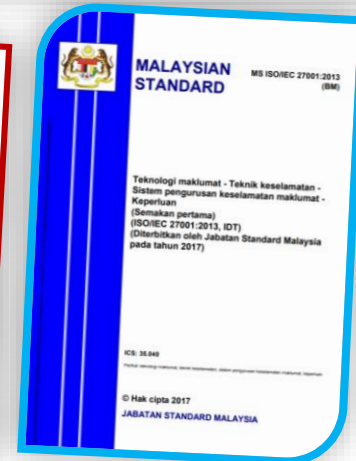 MALAYSIAN
STANDARD
MS ISO/IEC 27001:2013
(BM)
Teknologi maklumat - Teknik keselamatan -
Sistem pengurusan keselamatan maklumat -
Keperluan
(Semakan pertama)
(ISO/IEC 27001:2013, IDT)
(Diterbitkan oleh Jabatan Standard Malaysia
pada tahun 2017)
ICS: 35.040
© Hak cipta 2017
JABATAN STANDARD MALAYSIA